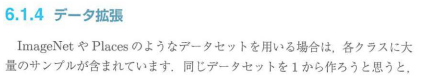 6.1.4 データ拡張
ImageNet や Places のようなデータセットを用いる場合は，各クラスに大
量のサンプルが含まれています．同じデータセットを 1 から作ろうと思うと，